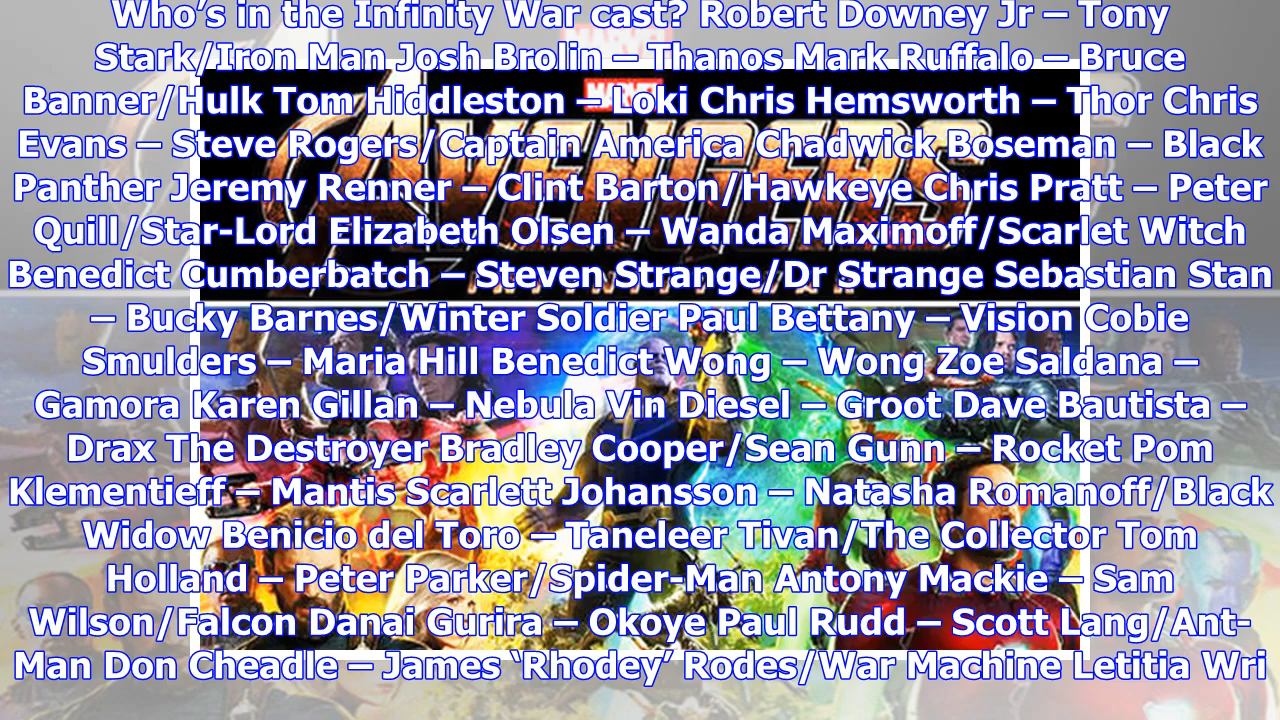 Who’s in the Infinity War cast? Robert Downey Jr – Tony
Stark/Iron Man Josh Brolin – Thanos Mark Ruffalo – Bruce
Banner/Hulk Tom Hiddleston – Loki Chris Hemsworth – Thor Chris
Evans – Steve Rogers/Captain America Chadwick Boseman – Black
Panther Jeremy Renner – Clint Barton/Hawkeye Chris Pratt – Peter
Quill/Star-Lord Elizabeth Olsen – Wanda Maximoff/Scarlet Witch
Benedict Cumberbatch – Steven Strange/Dr Strange Sebastian Stan
– Bucky Barnes/Winter Soldier Paul Bettany – Vision Cobie
Smulders – Maria Hill Benedict Wong – Wong Zoe Saldana –
Gamora Karen Gillan – Nebula Vin Diesel – Groot Dave Bautista –
Drax The Destroyer Bradley Cooper/Sean Gunn – Rocket Pom
Klementieff – Mantis Scarlett Johansson – Natasha Romanoff/Black
Widow Benicio del Toro – Taneleer Tivan/The Collector Tom
Holland – Peter Parker/Spider-Man Antony Mackie – Sam
Wilson/Falcon Danai Gurira – Okoye Paul Rudd – Scott Lang/Ant-
Man Don Cheadle – James ‘Rhodey’ Rodes/War Machine Letitia Wri
AVENGERS